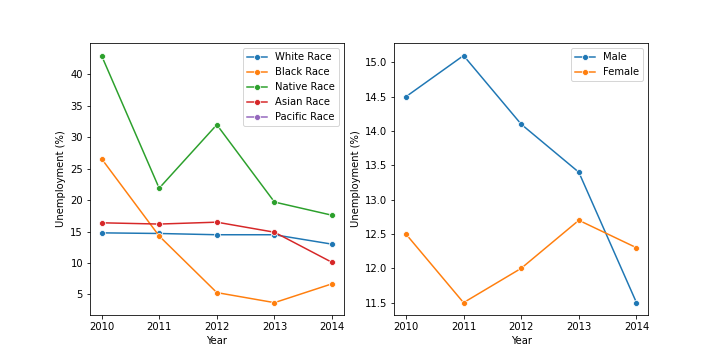 White Race
Black Race
Native Race
Asian Race
Pacific Race
40
35
30
25
20
15
10
5
Unemployment (%)
2010 2011 2012 2013 2014
Year
Male
Female
15.0
14.5
14.0
13.5
13.0
12.5
12.0
11.5
Unemployment (%)
2010 2011 2012 2013 2014
Year